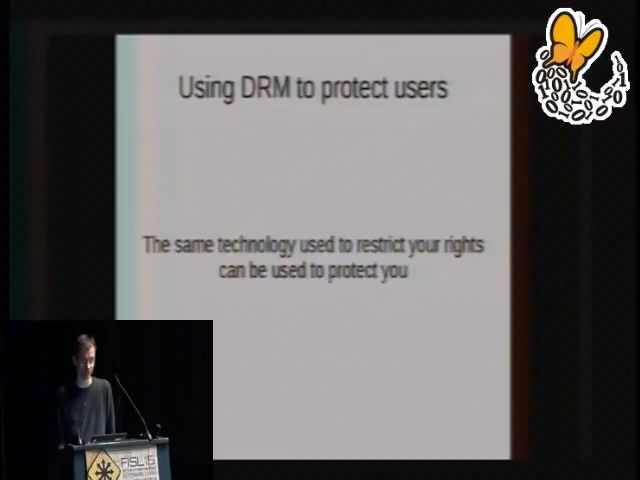 Using DRM to protect users
The same technology used to restrict your rights
can be used to protect you
FISL15